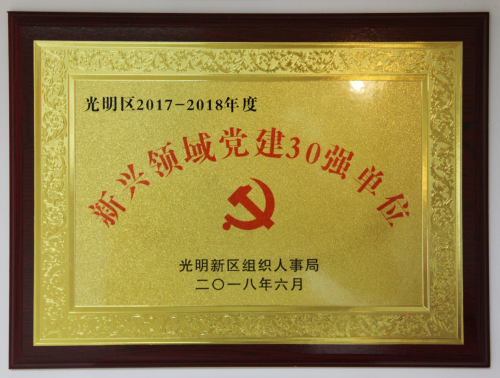 光明区2017-2018年度
新兴领域党建30强单位
光明新区组织人事局
二〇一八年六月